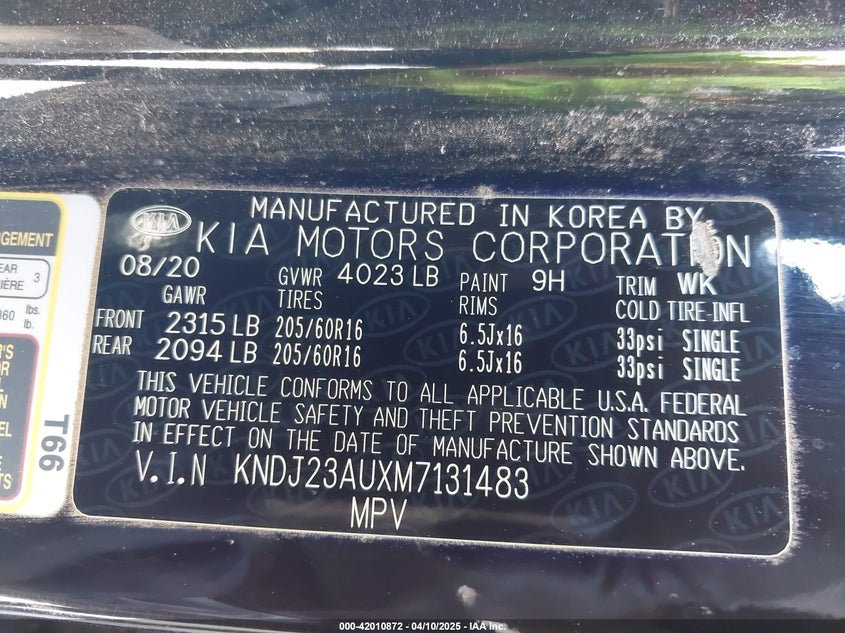 MANUFACTURED IN KOREA BY
KIA KIA MOTORS CORPORATION
08/20 GVWR 4023 LB PAINT 9H TRIM WK
GAWR TIRES RIMS COLD TIRE INFL
FRONT 2315 LB 205/60R16 6.5Jx16 33psi SINGLE
REAR 2094 LB 205/60R16 6.5Jx16 33psi SINGLE
THIS VEHICLE CONFORMS TO ALL APPLICABLE U.S.A. FEDERAL
MOTOR VEHICLE SAFETY AND THEFT PREVENTION STANDARDS
IN EFFECT ON THE DATE OF MANUFACTURE SHOWN ABOVE.
V.I.N KNDJ23AUXM7131483
MPV
T66
3
lbs.
lb.
000-42010872 - 04/10/2025 - IAA Inc.